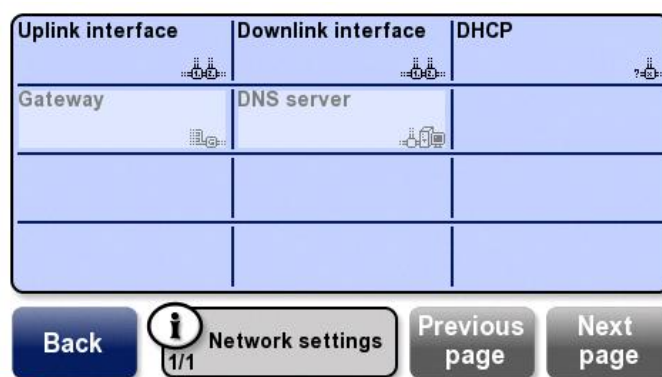 Uplink interface
Downlink interface
DHCP
Gateway
DNS server
Back
i
1/1
Network settings
Previous
page
Next
page